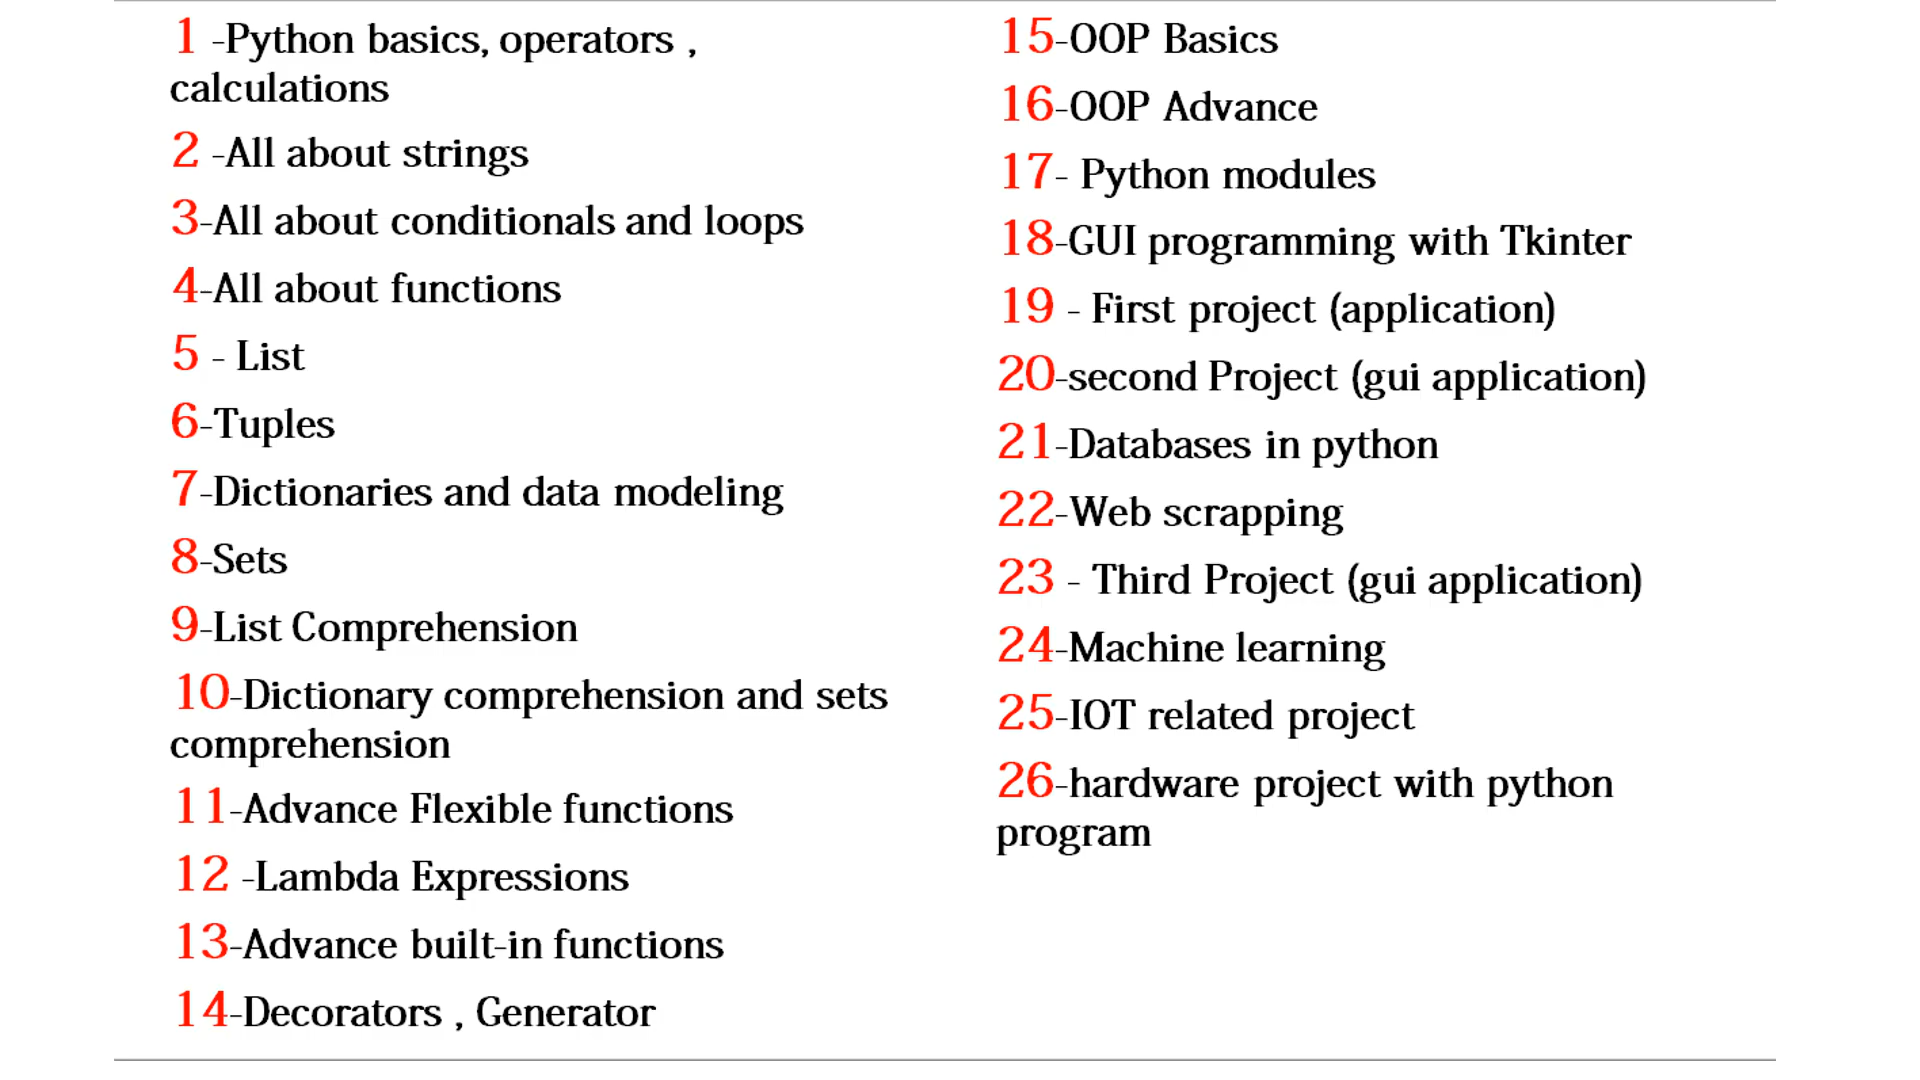 1 -Python basics, operators ,
calculations
2 -All about strings
3-All about conditionals and loops
4-All about functions
5 - List
6-Tuples
7-Dictionaries and data modeling
8-Sets
9-List Comprehension
10-Dictionary comprehension and sets
comprehension
11-Advance Flexible functions
12 -Lambda Expressions
13-Advance built-in functions
14-Decorators , Generator
15-OOP Basics
16-OOP Advance
17- Python modules
18-GUI programming with Tkinter
19 - First project (application)
20-second Project (gui application)
21-Databases in python
22-Web scrapping
23 - Third Project (gui application)
24-Machine learning
25-IOT related project
26-hardware project with python
program